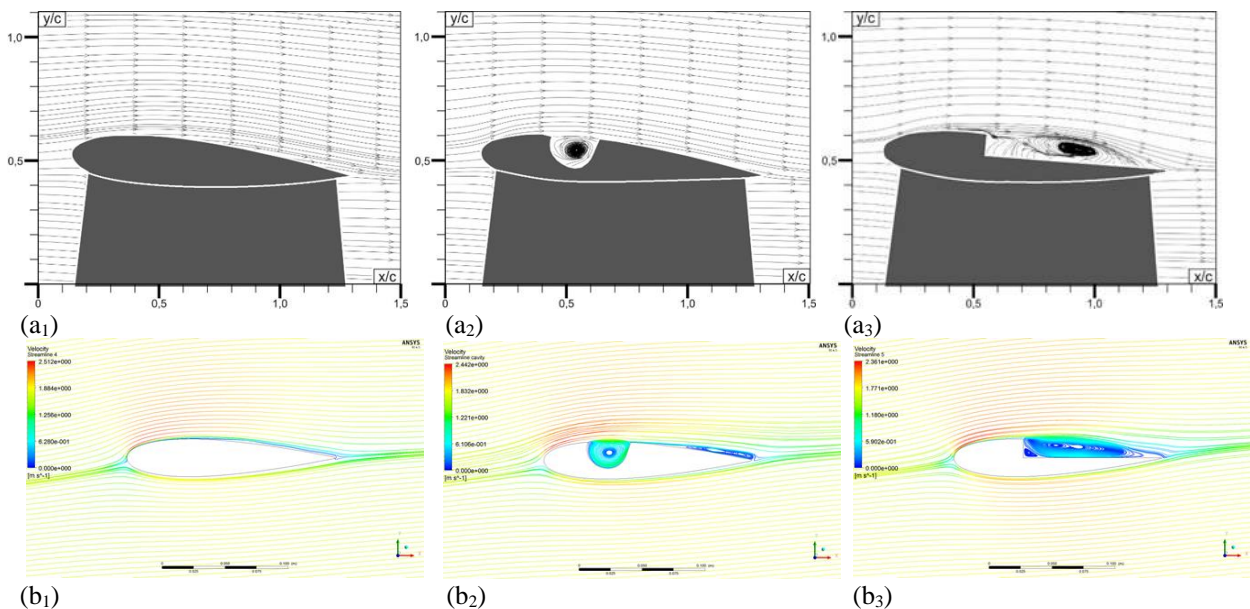 y/c
1,0
0,5
x/c
0
0,5
1,0
1,5
(a1)
y/c
1,0
0,5
x/c
0
0,5
1,0
1,5
(a2)
y/c
1,0
0,5
x/c
0
0,5
1,0
1,5
(a3)
Velocity
Streamline 4
2.512e+000
1.884e+000
1.256e+000
6.280e-001
0.000e+000
[m s^-1]
ANSYS
(b1)
Velocity
Streamline cavity
2.442e+000
1.832e+000
1.221e+000
6.106e-001
0.000e+000
[m s^-1]
ANSYS
(b2)
Velocity
Streamline 5
2.361e+000
1.771e+000
1.180e+000
5.902e-001
0.000e+000
[m s^-1]
ANSYS
(b3)